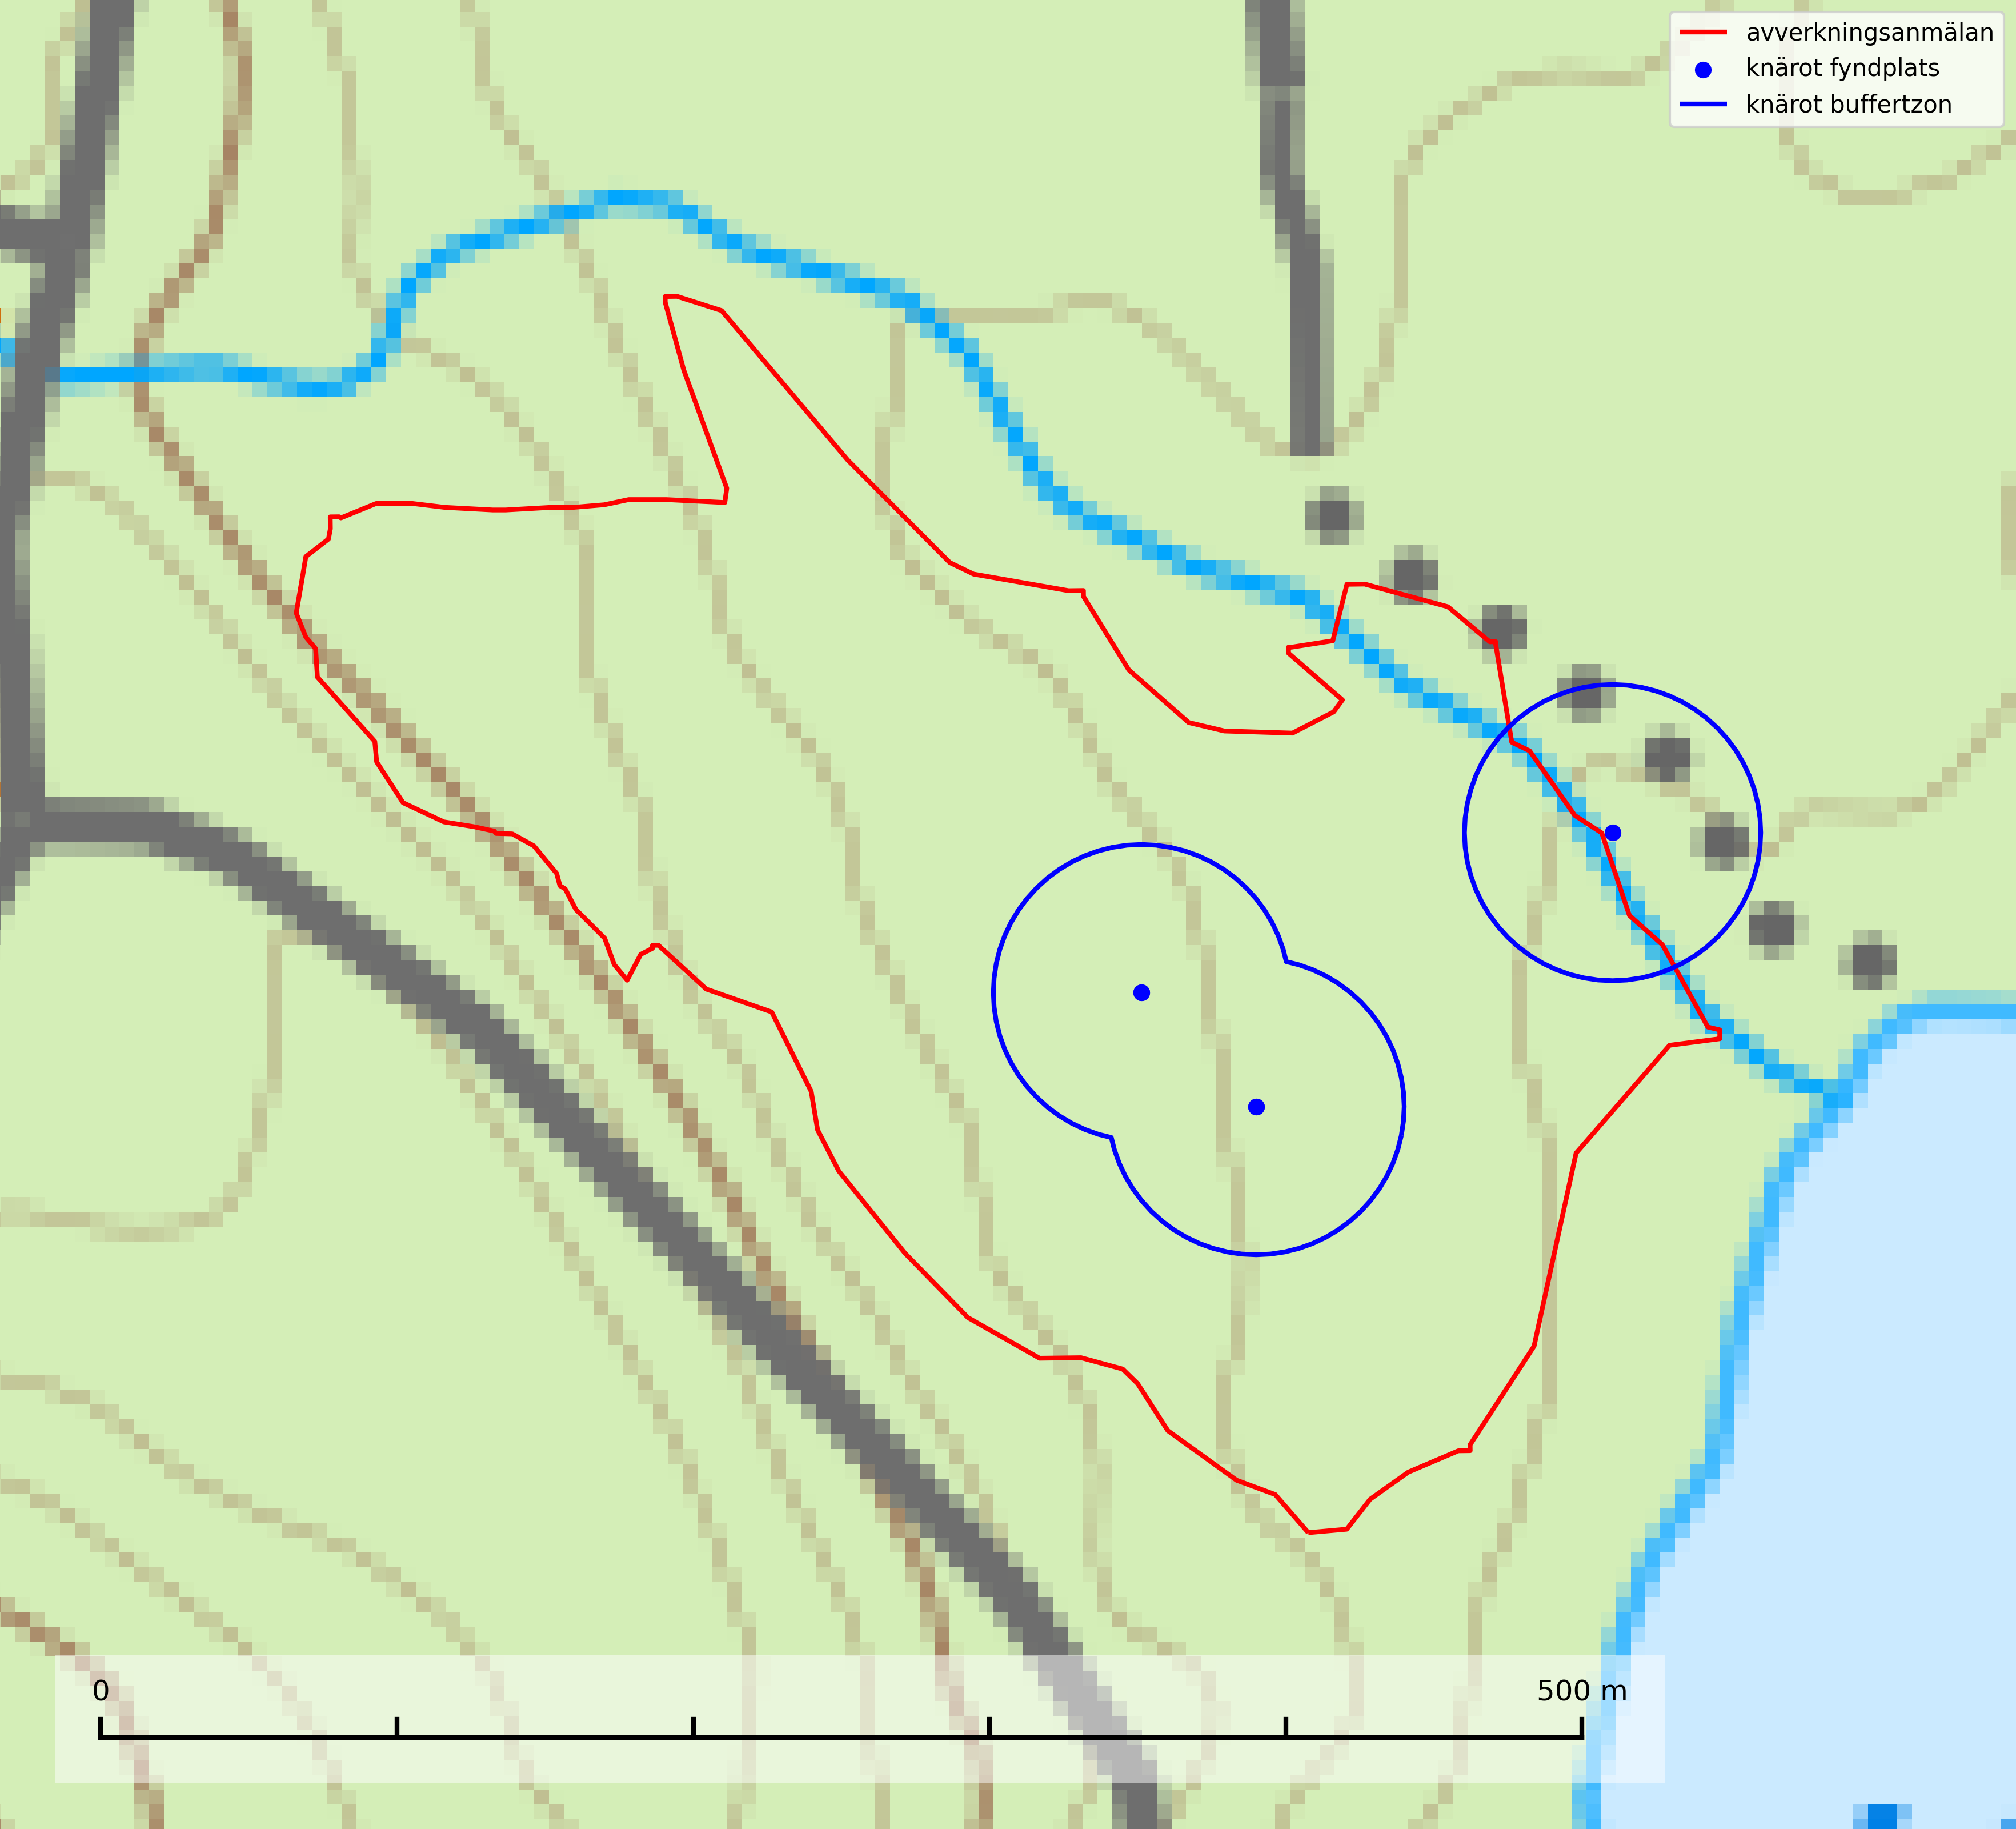 avverkningsanmälan
knärot fyndplats
knärot buffertzon
0
500 m